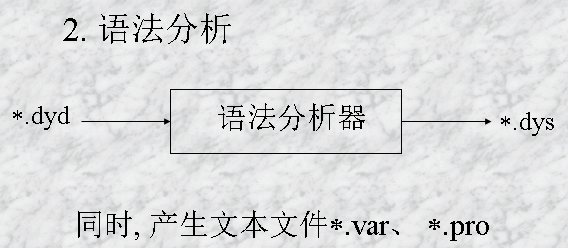 2. 语法分析
*.dyd 语法分析器 *.dys
同时, 产生文本文件*.var、 *.pro